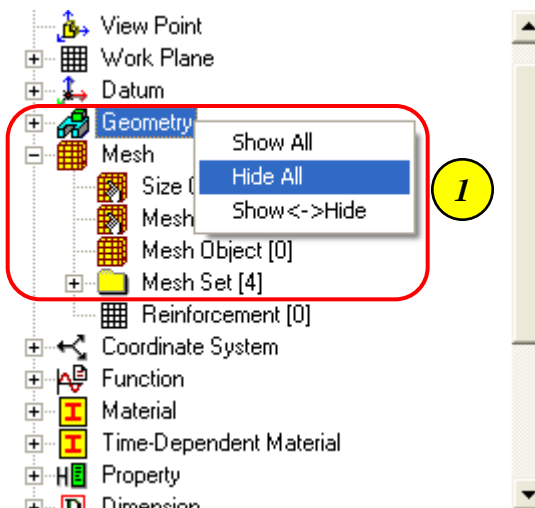 View Point
Work Plane
Datum
Geometry
Show All
Mesh
Hide All
Size
Show<->Hide
1
Mesh
Mesh Object [0]
Mesh Set [4]
Reinforcement [0]
Coordinate System
Function
Material
Time-Dependent Material
Property
Dimension